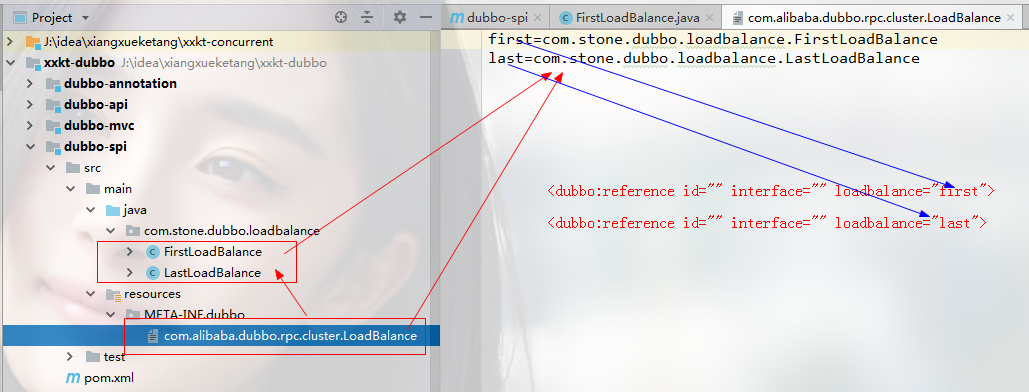 Project
J:\idea\xiangxueketang\xxkt-concurrent
xxkt-dubbo J:\idea\xiangxueketang\xxkt-dubbo
dubbo-annotation
dubbo-api
dubbo-mvc
dubbo-spi
src
main
java
com.stone.dubbo.loadbalance
FirstLoadBalance
LastLoadBalance
resources
META-INF.dubbo
com.alibaba.dubbo.rpc.cluster.LoadBalance
test
pom.xml
dubbo-spi
FirstLoadBalance.java
com.alibaba.dubbo.rpc.cluster.LoadBalance
first=com.stone.dubbo.loadbalance.FirstLoadBalance
last=com.stone.dubbo.loadbalance.LastLoadBalance
<dubbo:reference id="" interface="" loadbalance="first">
<dubbo:reference id="" interface="" loadbalance="last">